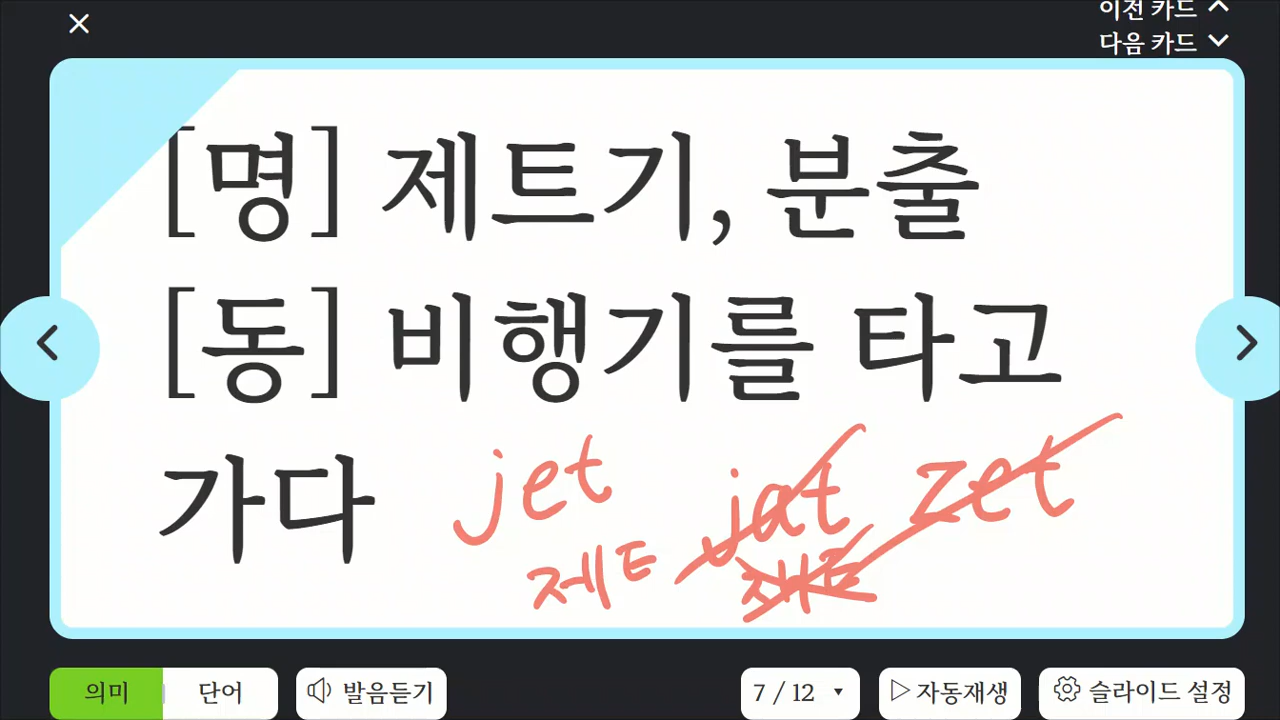 이전 카드
다음 카드
[명] 제트기, 분출
[동] 비행기를 타고
가다
jet jat zet
제트 재트
의미 단어 발음듣기 7 / 12 자동재생 슬라이드 설정